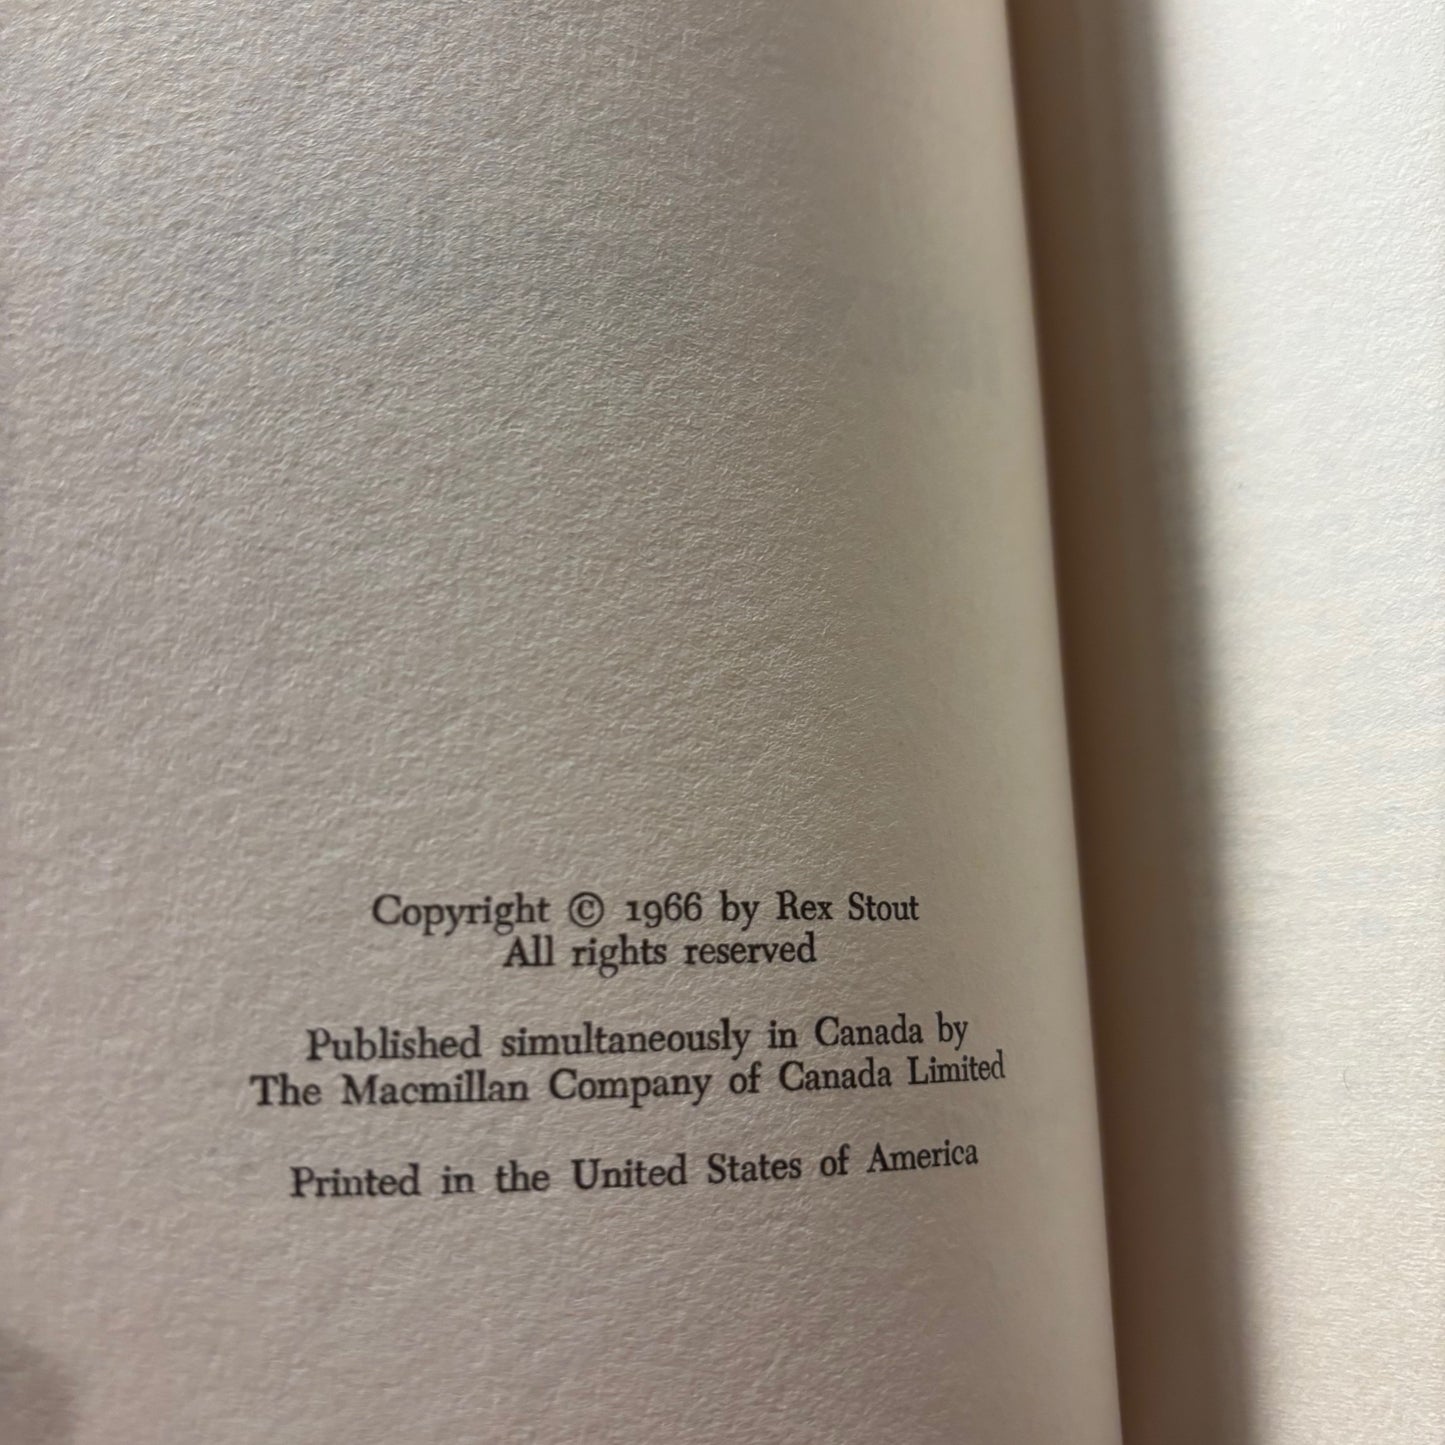 Copyright © 1966 by Rex Stout
All rights reserved
Published simultaneously in Canada by
The Macmillan Company of Canada Limited
Printed in the United States of America